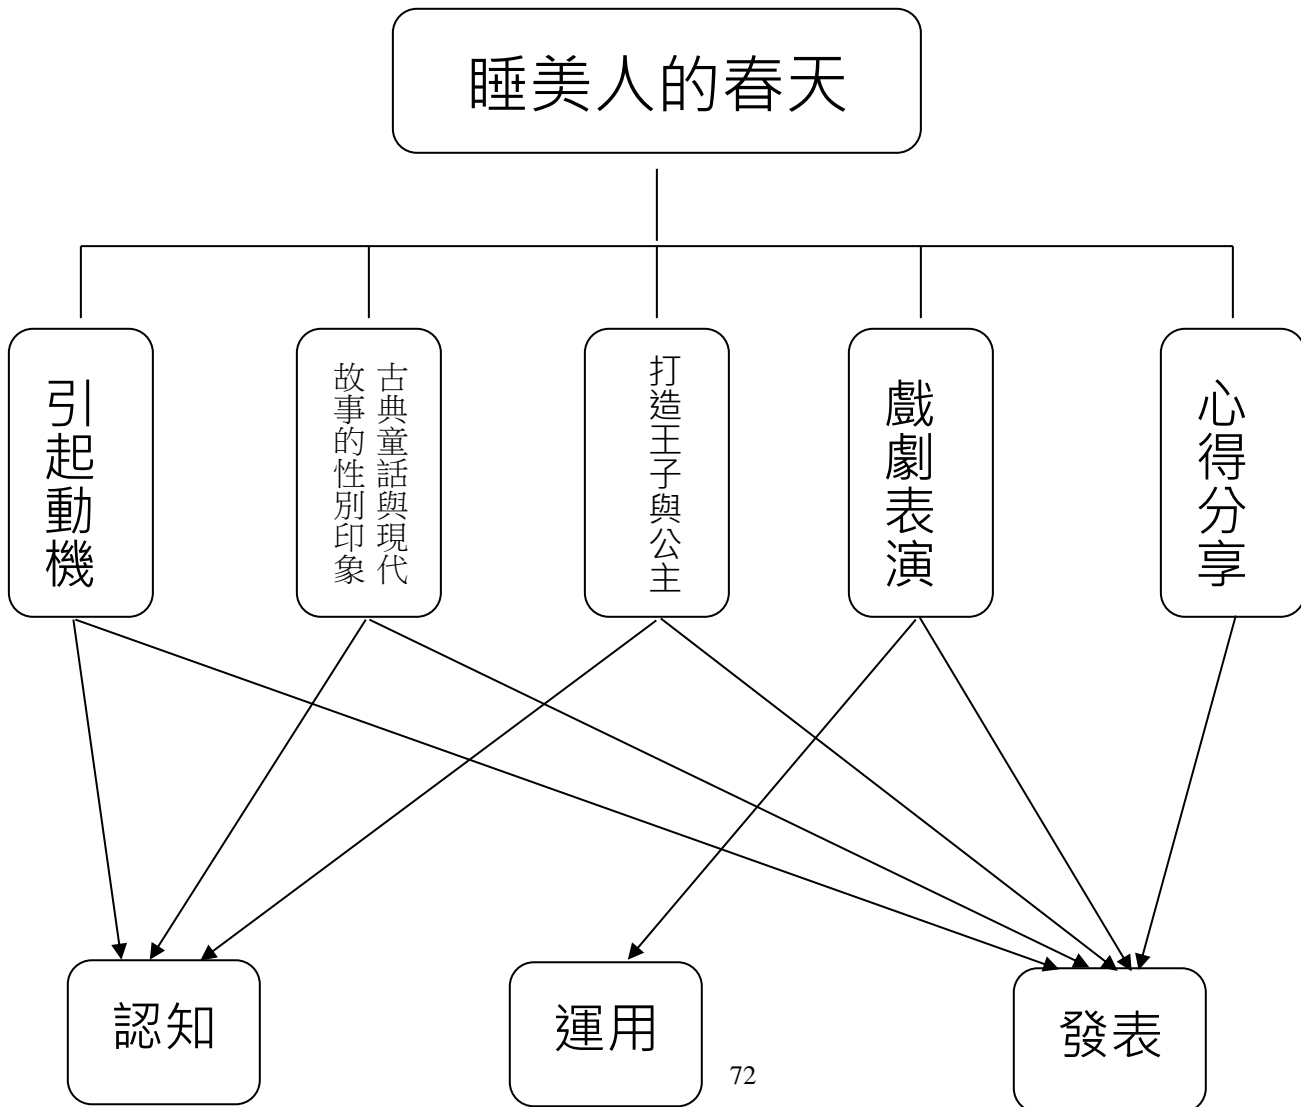 睡美人的春天
引起動機
古典童話與現代
故事的性別印象
打造王子與公主
戲劇表演
心得分享
認知
運用
發表
72